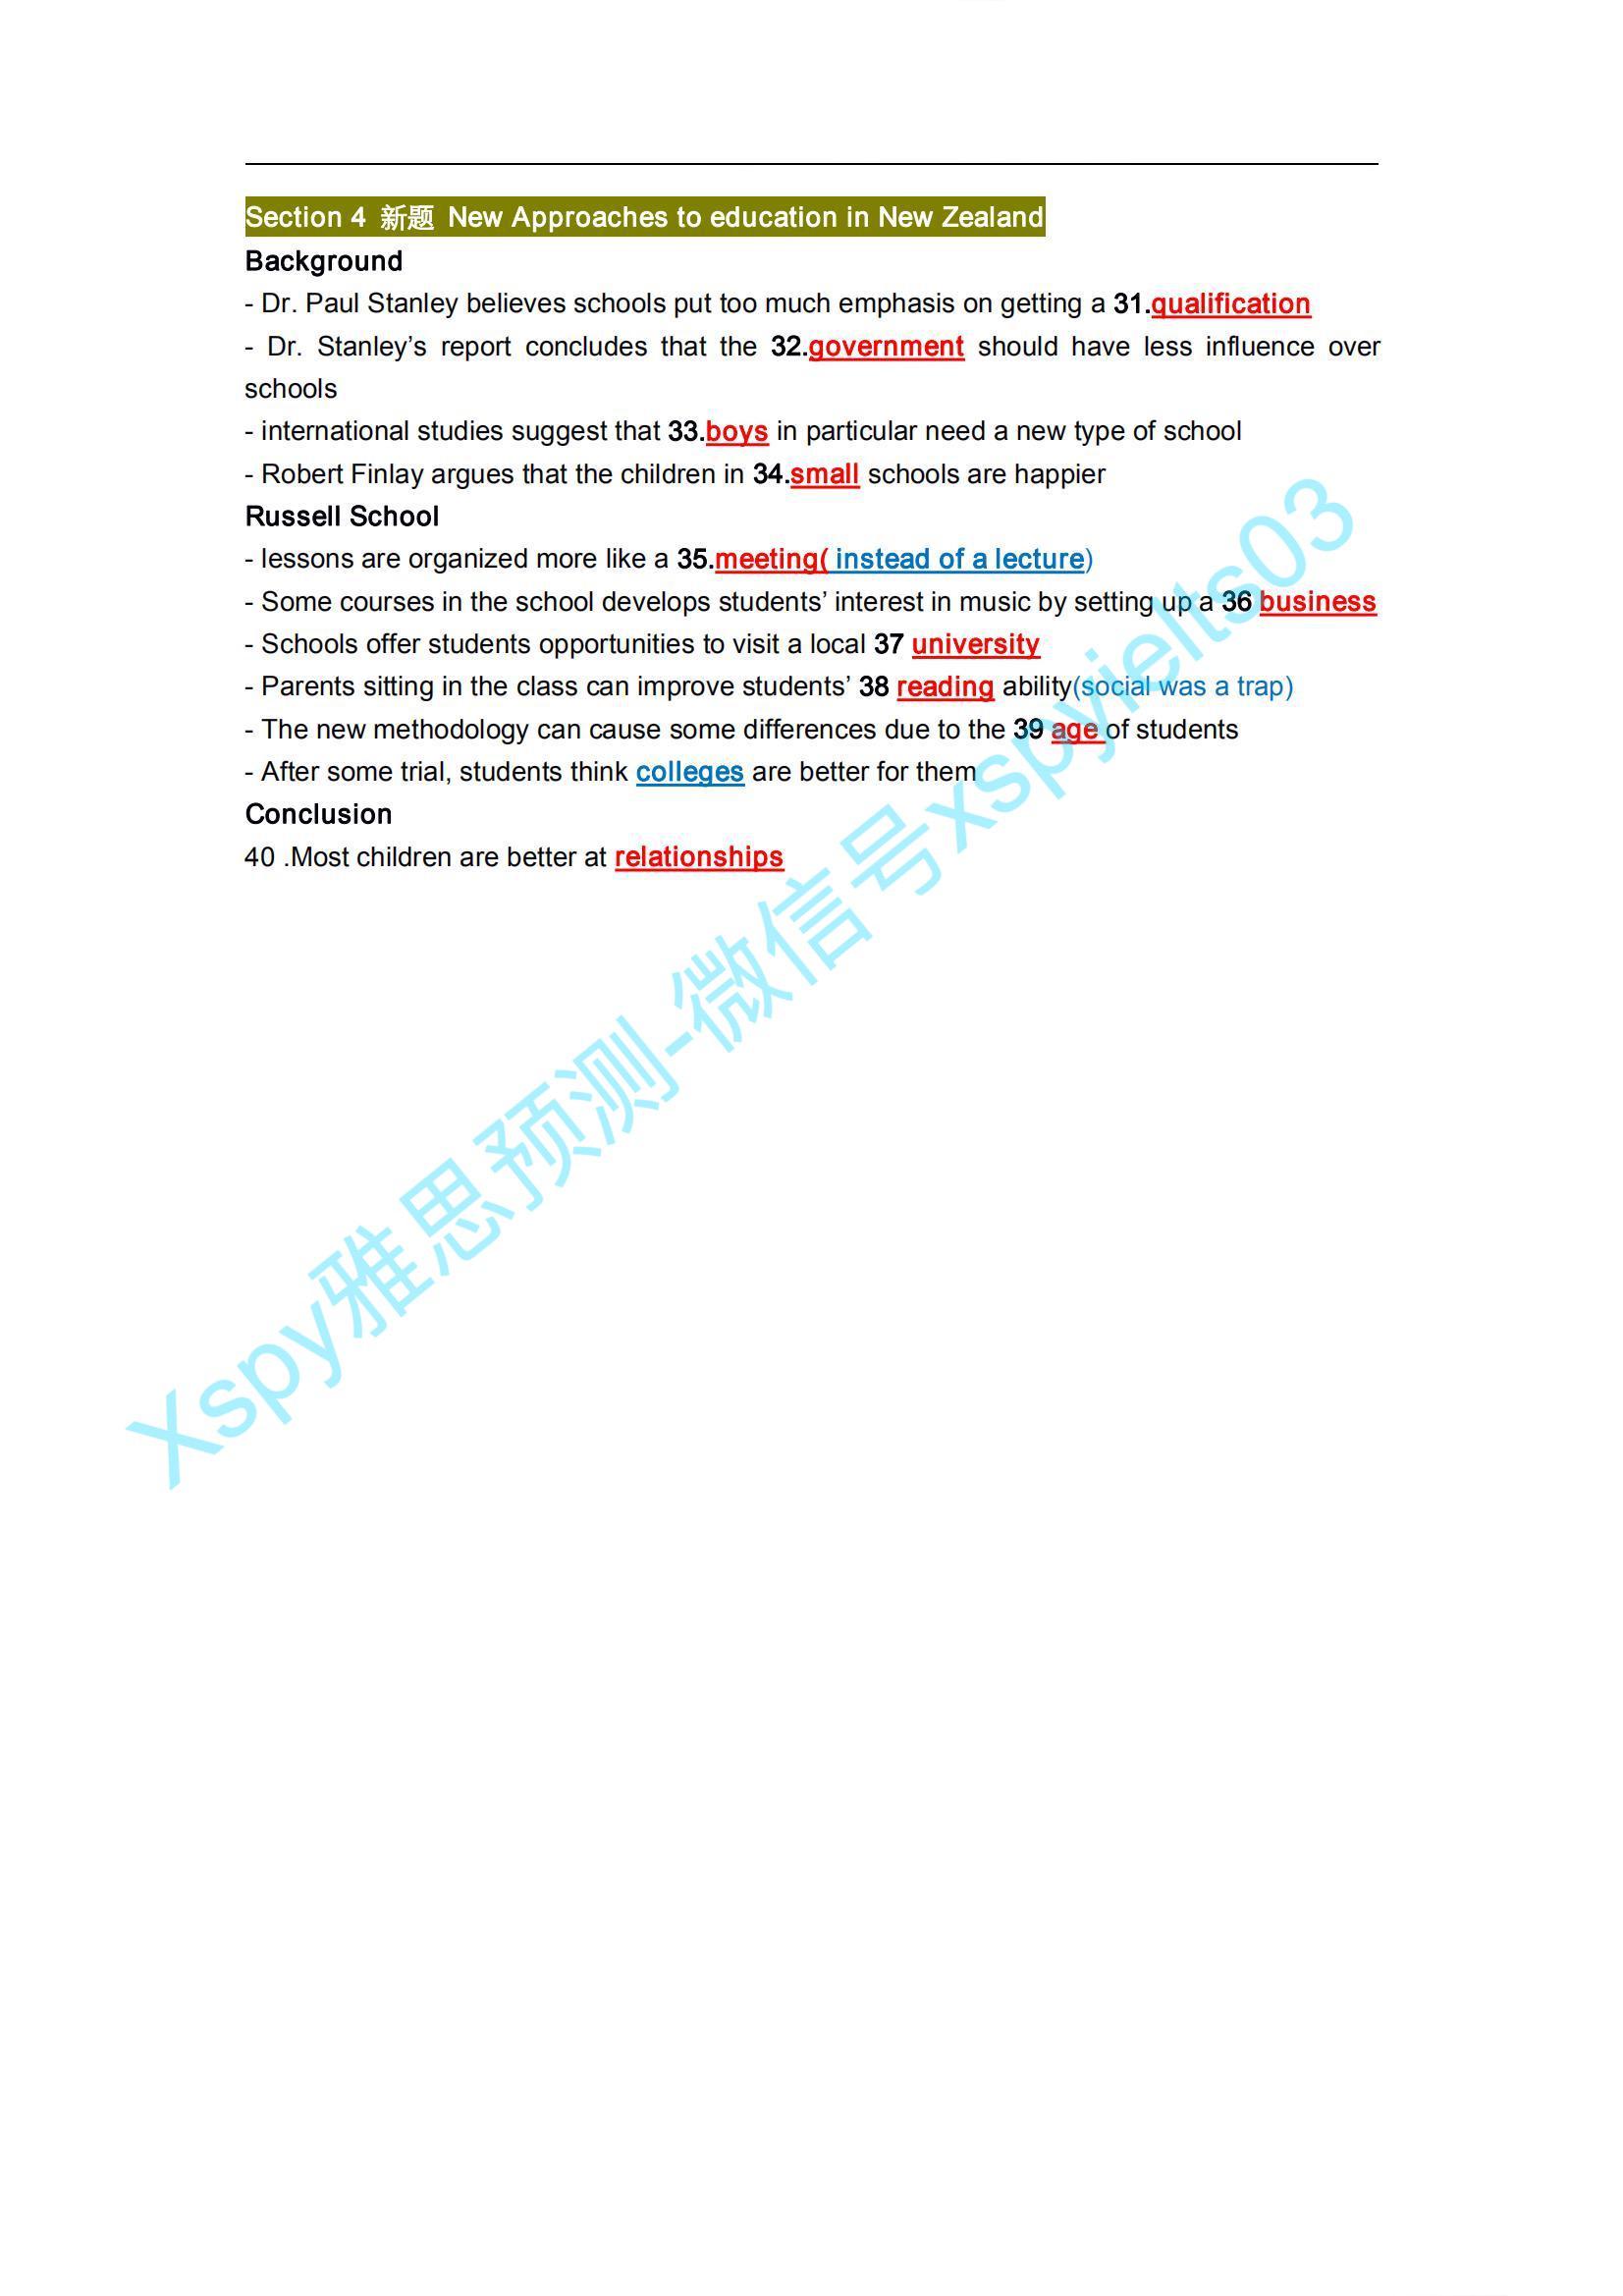 Section 4 新题 New Approaches to education in New Zealand
Background
- Dr. Paul Stanley believes schools put too much emphasis on getting a 31.qualification
- Dr. Stanley’s report concludes that the 32.government should have less influence over
schools
- international studies suggest that 33.boys in particular need a new type of school
- Robert Finlay argues that the children in 34.small schools are happier
Russell School
- lessons are organized more like a 35.meeting( instead of a lecture)
- Some courses in the school develops students’ interest in music by setting up a 36 business
- Schools offer students opportunities to visit a local 37 university
- Parents sitting in the class can improve students’ 38 reading ability(social was a trap)
- The new methodology can cause some differences due to the 39 age of students
- After some trial, students think colleges are better for them
Conclusion
40 .Most children are better at relationships
Xspy雅思预测-微信号xspyielts03